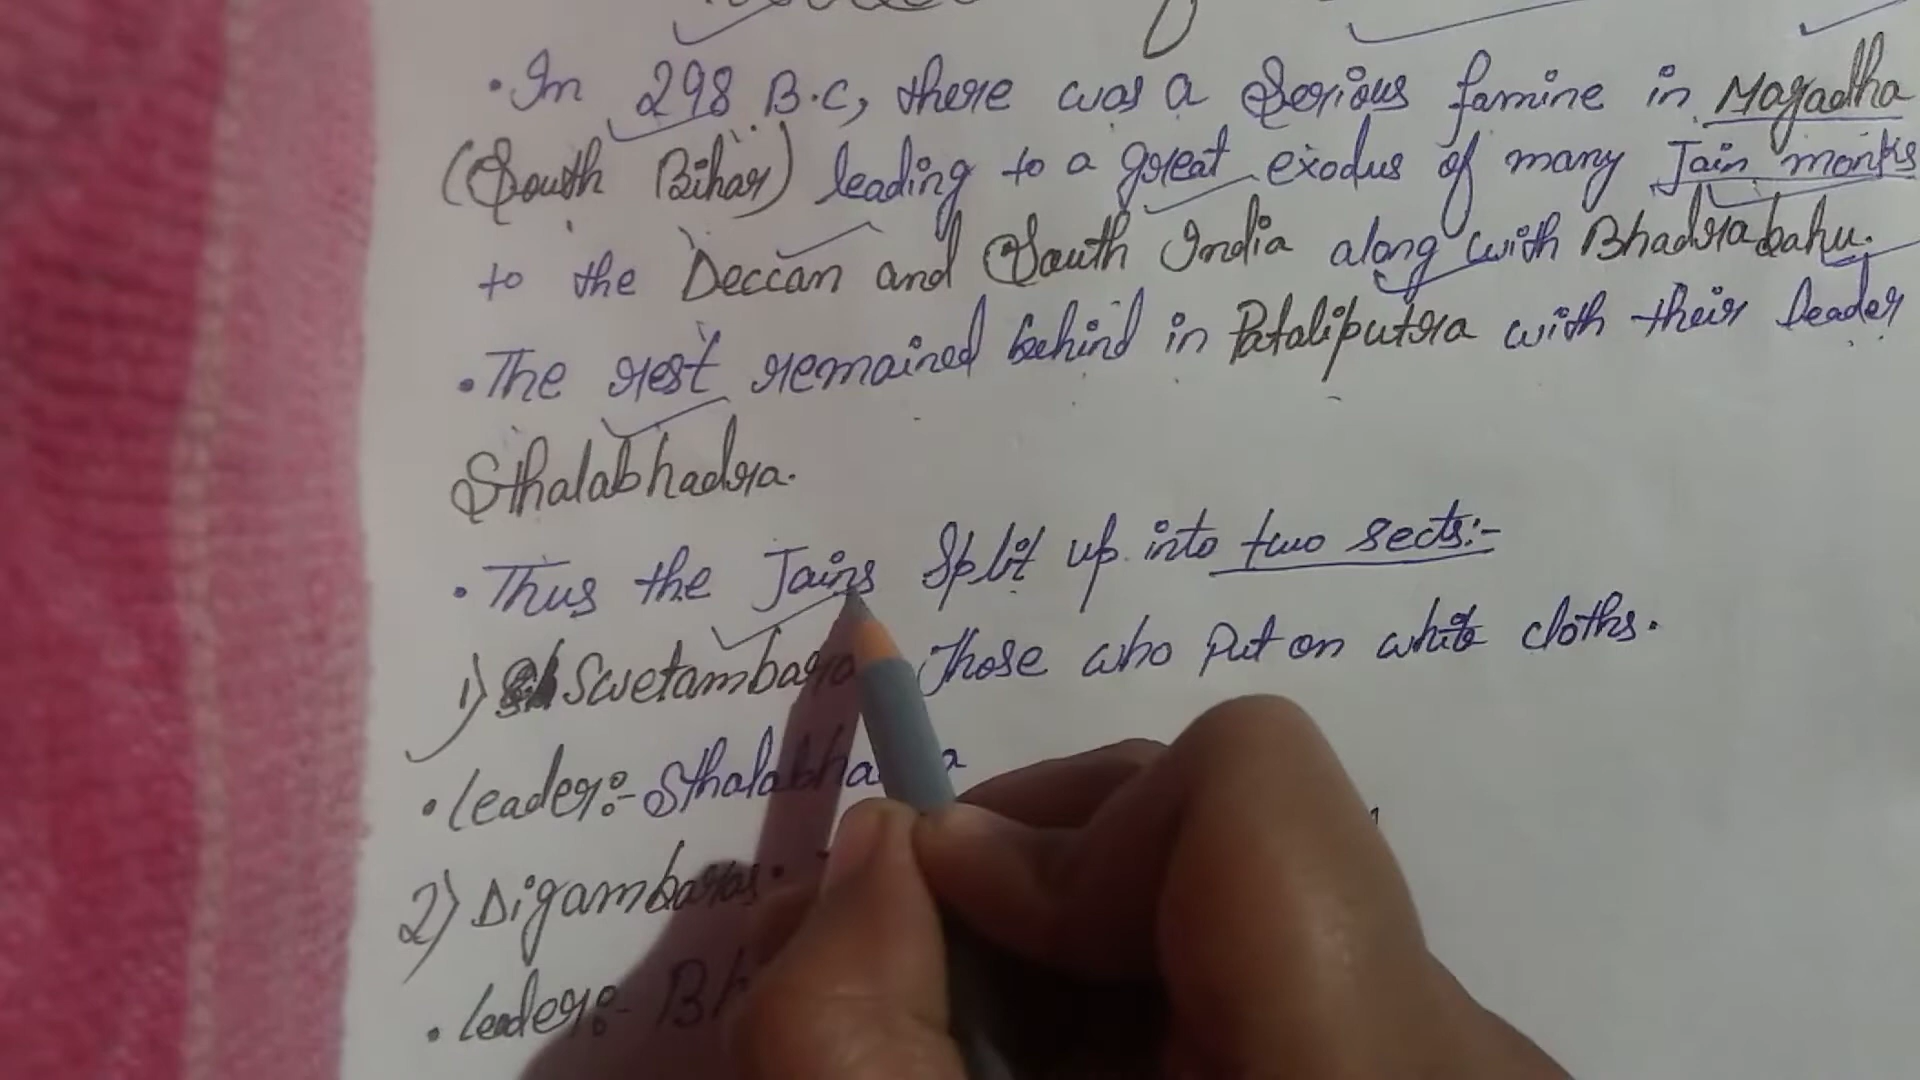 • In 298 B.C, there was a Serious famine in Magadha
(South Bihar) leading to a great exodus of many Jain monks
to the Deccan and South India along with Bhadrabahu.
• The rest remained behind in Pataliputra with their leader
Sthalabhadra.
• Thus the Jains Split up into two sects:-
1) Swetambara Those who Put on white cloths.
• leader:- Sthalabha
2) Digambaras.
• leader:-